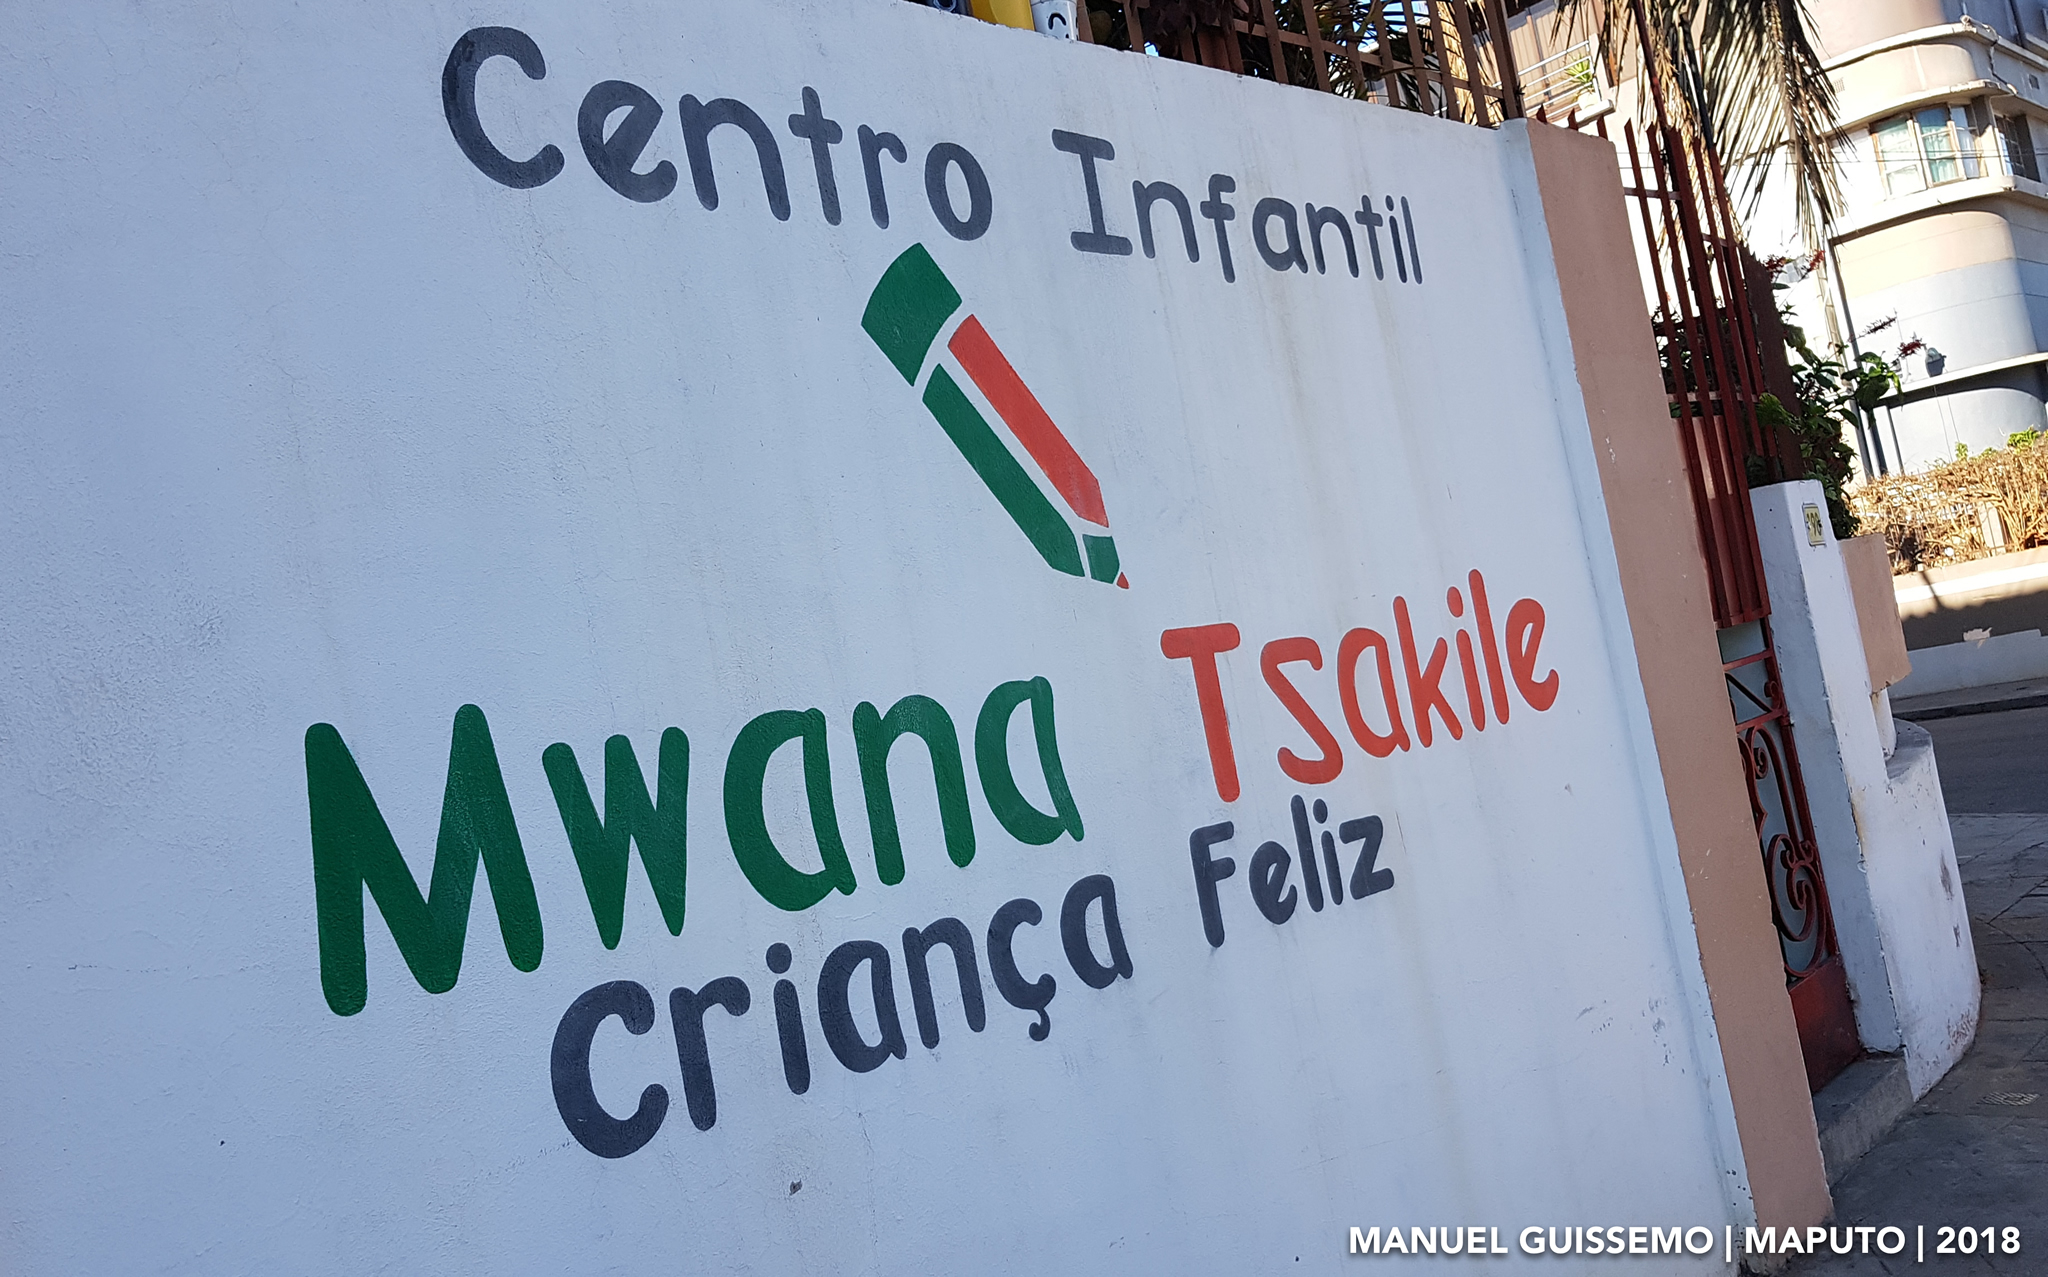 Centro Infantil
Mwana Tsakile
Criança Feliz
MANUEL GUISSEMO | MAPUTO | 2018